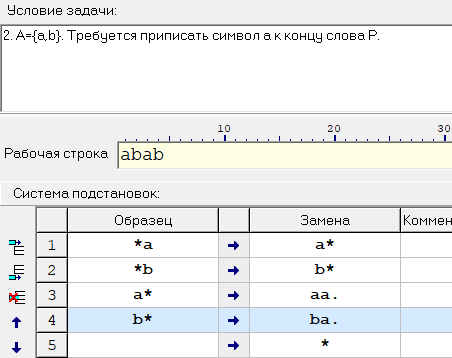 Условие задачи:
2. A={a,b}. Требуется приписать символ a к концу слова P.
10 20 30
Рабочая строка abab
Система подстановок:
Образец Замена Коммен
1 *a → a*
2 *b → b*
3 a* → aa.
4 b* → ba.
5 → *